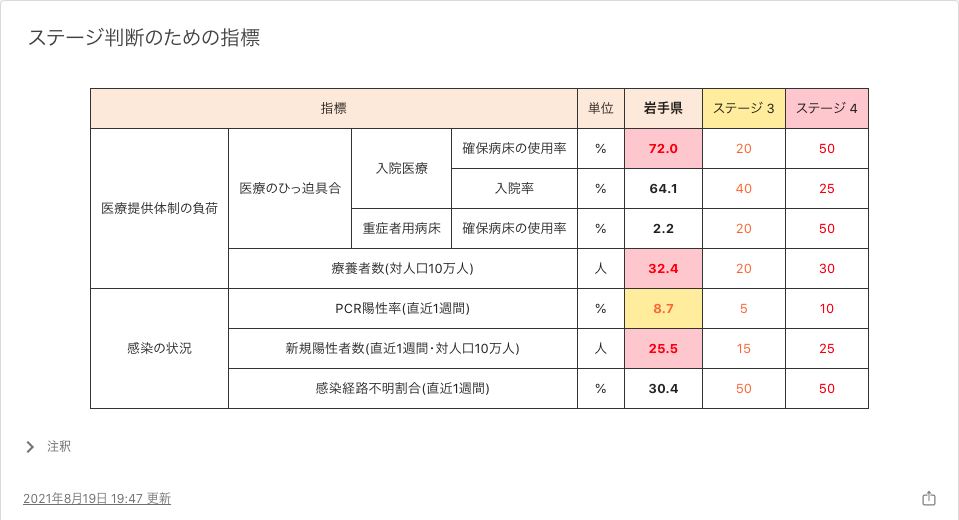 ステージ判断のための指標
指標 単位 岩手県 ステージ 3 ステージ 4
医療提供体制の負荷 医療のひっ迫具合 入院医療 確保病床の使用率 % 72.0 20 50
入院率 % 64.1 40 25
重症者用病床 確保病床の使用率 % 2.2 20 50
療養者数(対人口10万人) 人 32.4 20 30
感染の状況 PCR陽性率(直近1週間) % 8.7 5 10
新規陽性者数(直近1週間･対人口10万人) 人 25.5 15 25
感染経路不明割合(直近1週間) % 30.4 50 50
注釈
2021年8月19日 19:47 更新